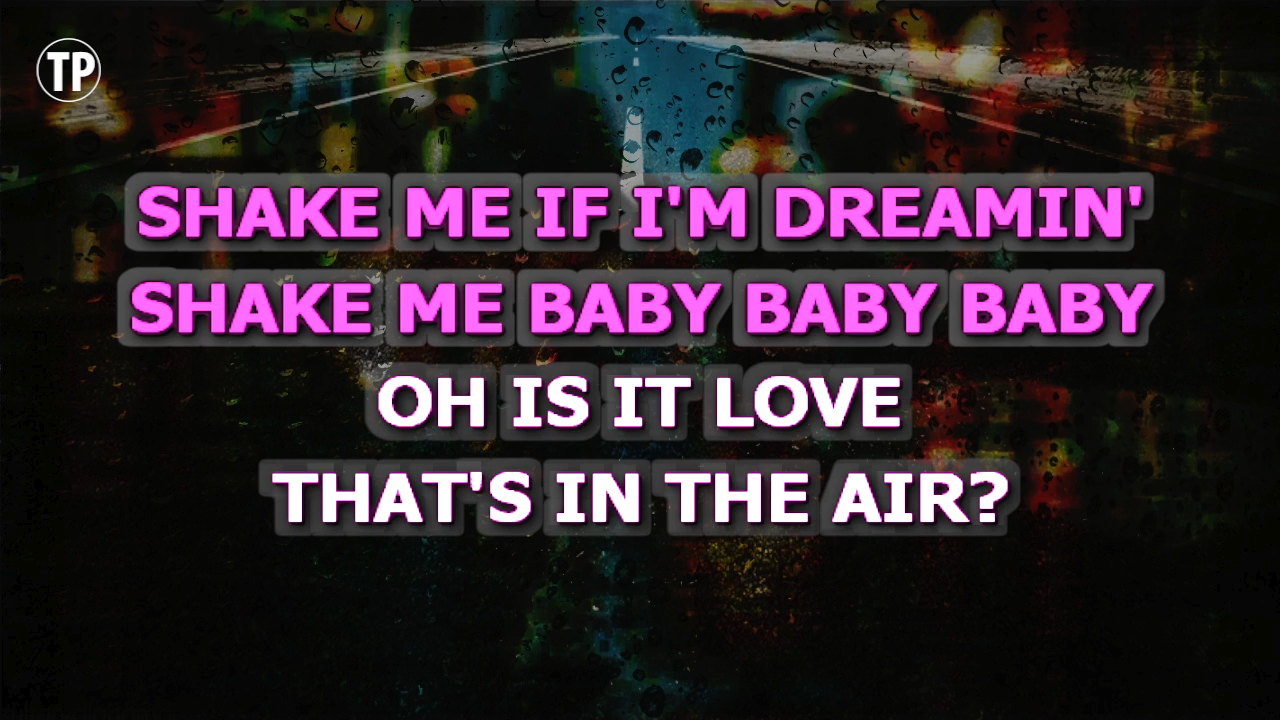 TP
SHAKE ME IF I'M DREAMIN'
SHAKE ME BABY BABY BABY
OH IS IT LOVE
THAT'S IN THE AIR?